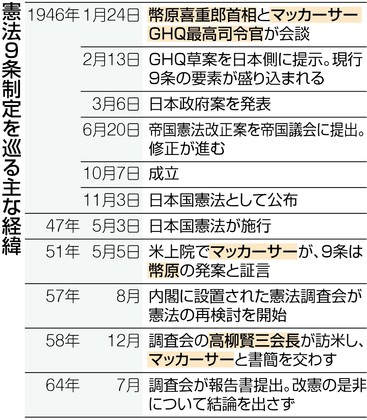 憲法9条制定を巡る主な経緯
1946年1月24日 幣原喜重郎首相とマッカーサー
GHQ最高司令官が会談
2月13日 GHQ草案を日本側に提示。現行
9条の要素が盛り込まれる
3月6日 日本政府案を発表
6月20日 帝国憲法改正案を帝国議会に提出。
修正が進む
10月7日 成立
11月3日 日本国憲法として公布
47年 5月3日 日本国憲法が施行
51年 5月5日 米上院でマッカーサーが、9条は
幣原の発案と証言
57年 8月 内閣に設置された憲法調査会が
憲法の再検討を開始
58年 12月 調査会の高柳賢三会長が訪米し、
マッカーサーと書簡を交わす
64年 7月 調査会が報告書提出。改憲の是非
について結論を出さず